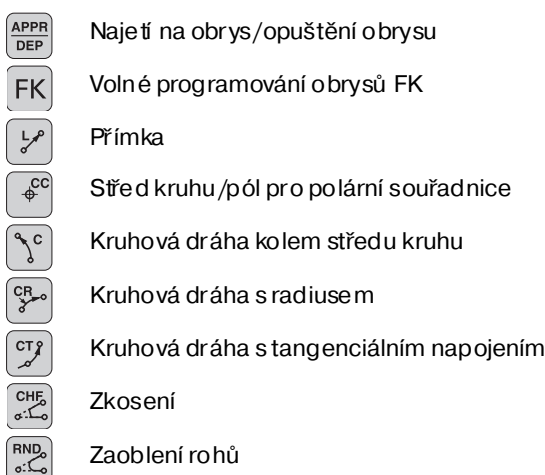 APPR DEP Najetí na obrys/opuštění obrysu
FK Volné programování obrysů FK
L Přímka
CC Střed kruhu/pól pro polární souřadnice
C Kruhová dráha kolem středu kruhu
CR Kruhová dráha s radiusem
CT Kruhová dráha s tangenciálním napojením
CHF Zkosení
RND Zaoblení rohů